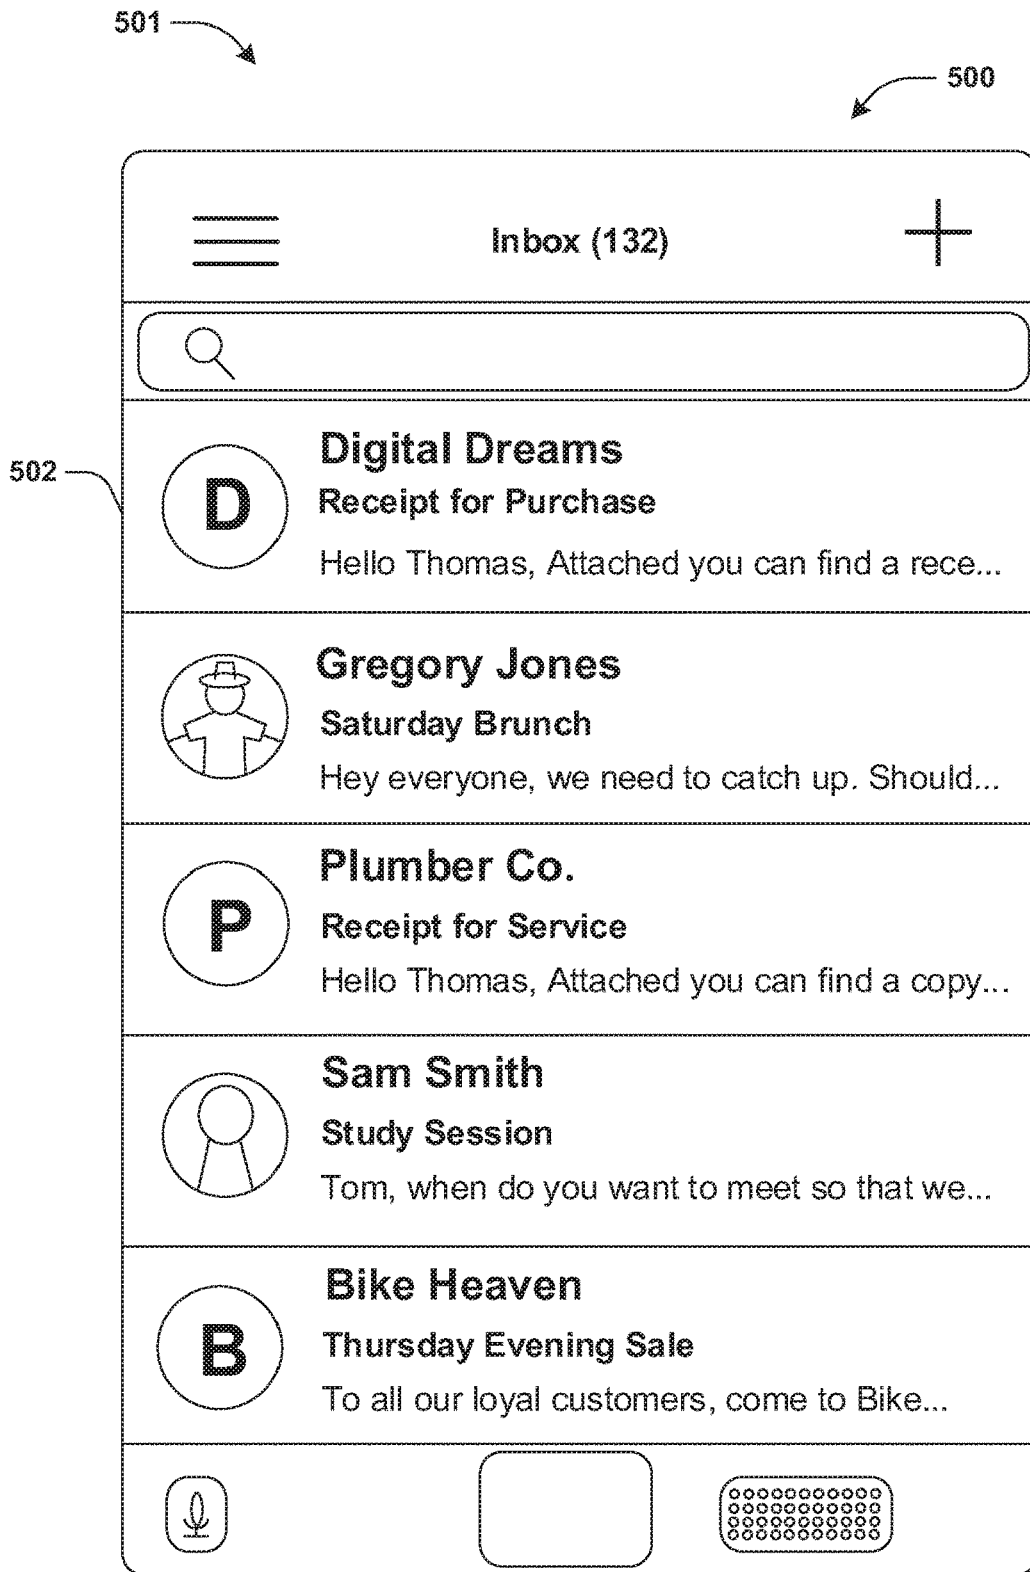 501
500
Inbox (132)
502
D
Digital Dreams
Receipt for Purchase
Hello Thomas, Attached you can find a rece...
Gregory Jones
Saturday Brunch
Hey everyone, we need to catch up. Should...
P
Plumber Co.
Receipt for Service
Hello Thomas, Attached you can find a copy...
Sam Smith
Study Session
Tom, when do you want to meet so that we...
B
Bike Heaven
Thursday Evening Sale
To all our loyal customers, come to Bike...